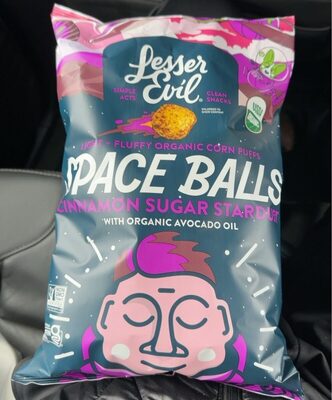 Lesser
Evil®
SIMPLE
ACTS
CLEAN
SNACKS
LIGHT + FLUFFY ORGANIC CORN PUFFS
SPACE BALLS
CINNAMON SUGAR STARDUST
WITH ORGANIC AVOCADO OIL